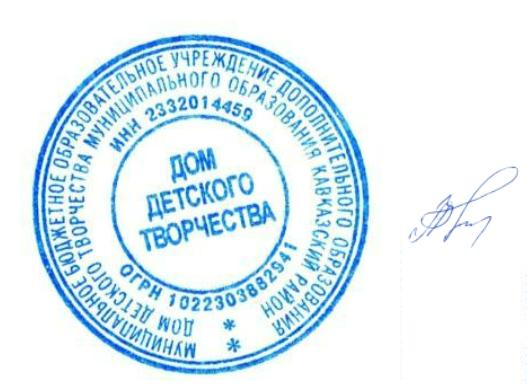 МУНИЦИПАЛЬНОЕ БЮДЖЕТНОЕ ОБРАЗОВАТЕЛЬНОЕ УЧРЕЖДЕНИЕ ДОПОЛНИТЕЛЬНОГО ОБРАЗОВАНИЯ
ДОМ ДЕТСКОГО ТВОРЧЕСТВА МУНИЦИПАЛЬНОГО ОБРАЗОВАНИЯ КАВКАЗСКИЙ РАЙОН
ИНН 2332014459
ДОМ
ДЕТСКОГО
ТВОРЧЕСТВА
ОГРН 1022303882941
* *